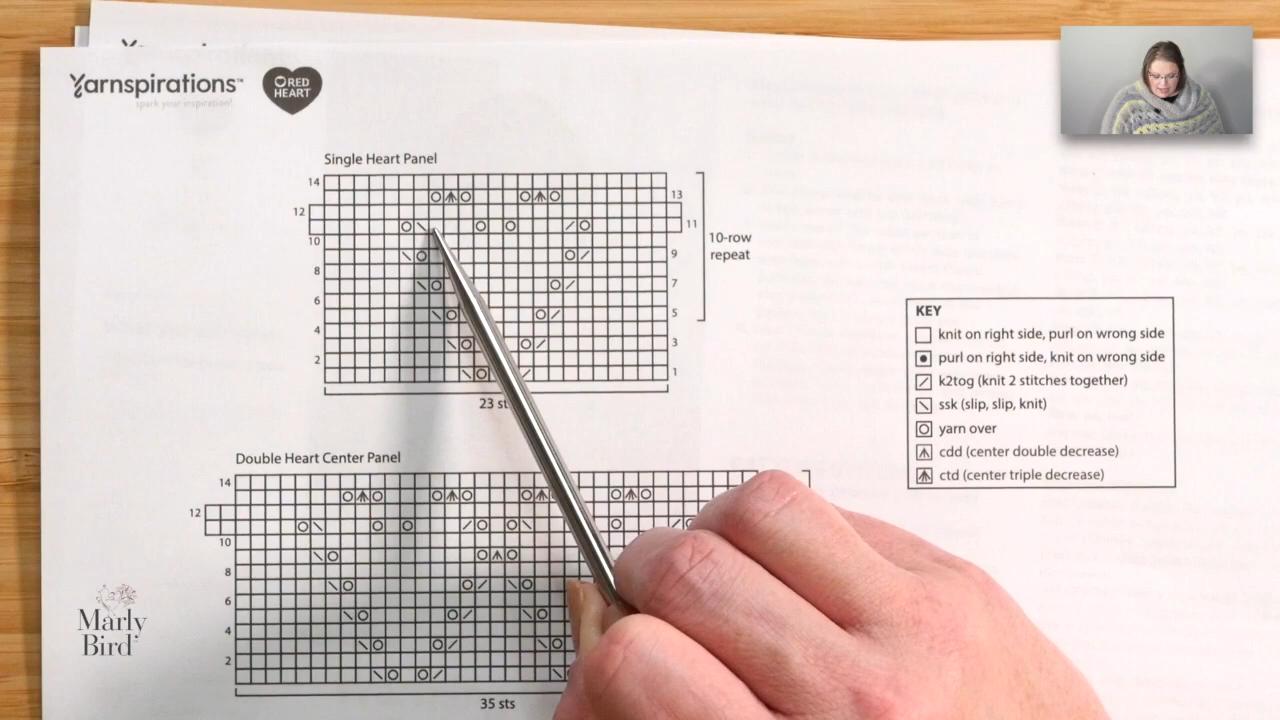 Yarnspirations™
spark your inspiration!
RED
HEART
Single Heart Panel
14
13
12
11
10
9
8
7
6
5
4
3
2
1
10-row
repeat
23 st
KEY
knit on right side, purl on wrong side
purl on right side, knit on wrong side
k2tog (knit 2 stitches together)
ssk (slip, slip, knit)
yarn over
cdd (center double decrease)
ctd (center triple decrease)
Double Heart Center Panel
14
12
10
8
6
4
2
35 sts
Marly
Bird